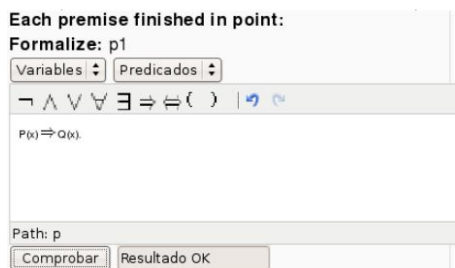 Each premise finished in point:
Formalize: p1
Variables Predicados
¬ ∧ ∨ ∀ ∃ ⇒ ⇔ ( )
P(x)⇒Q(x).
Path: p
Comprobar Resultado OK